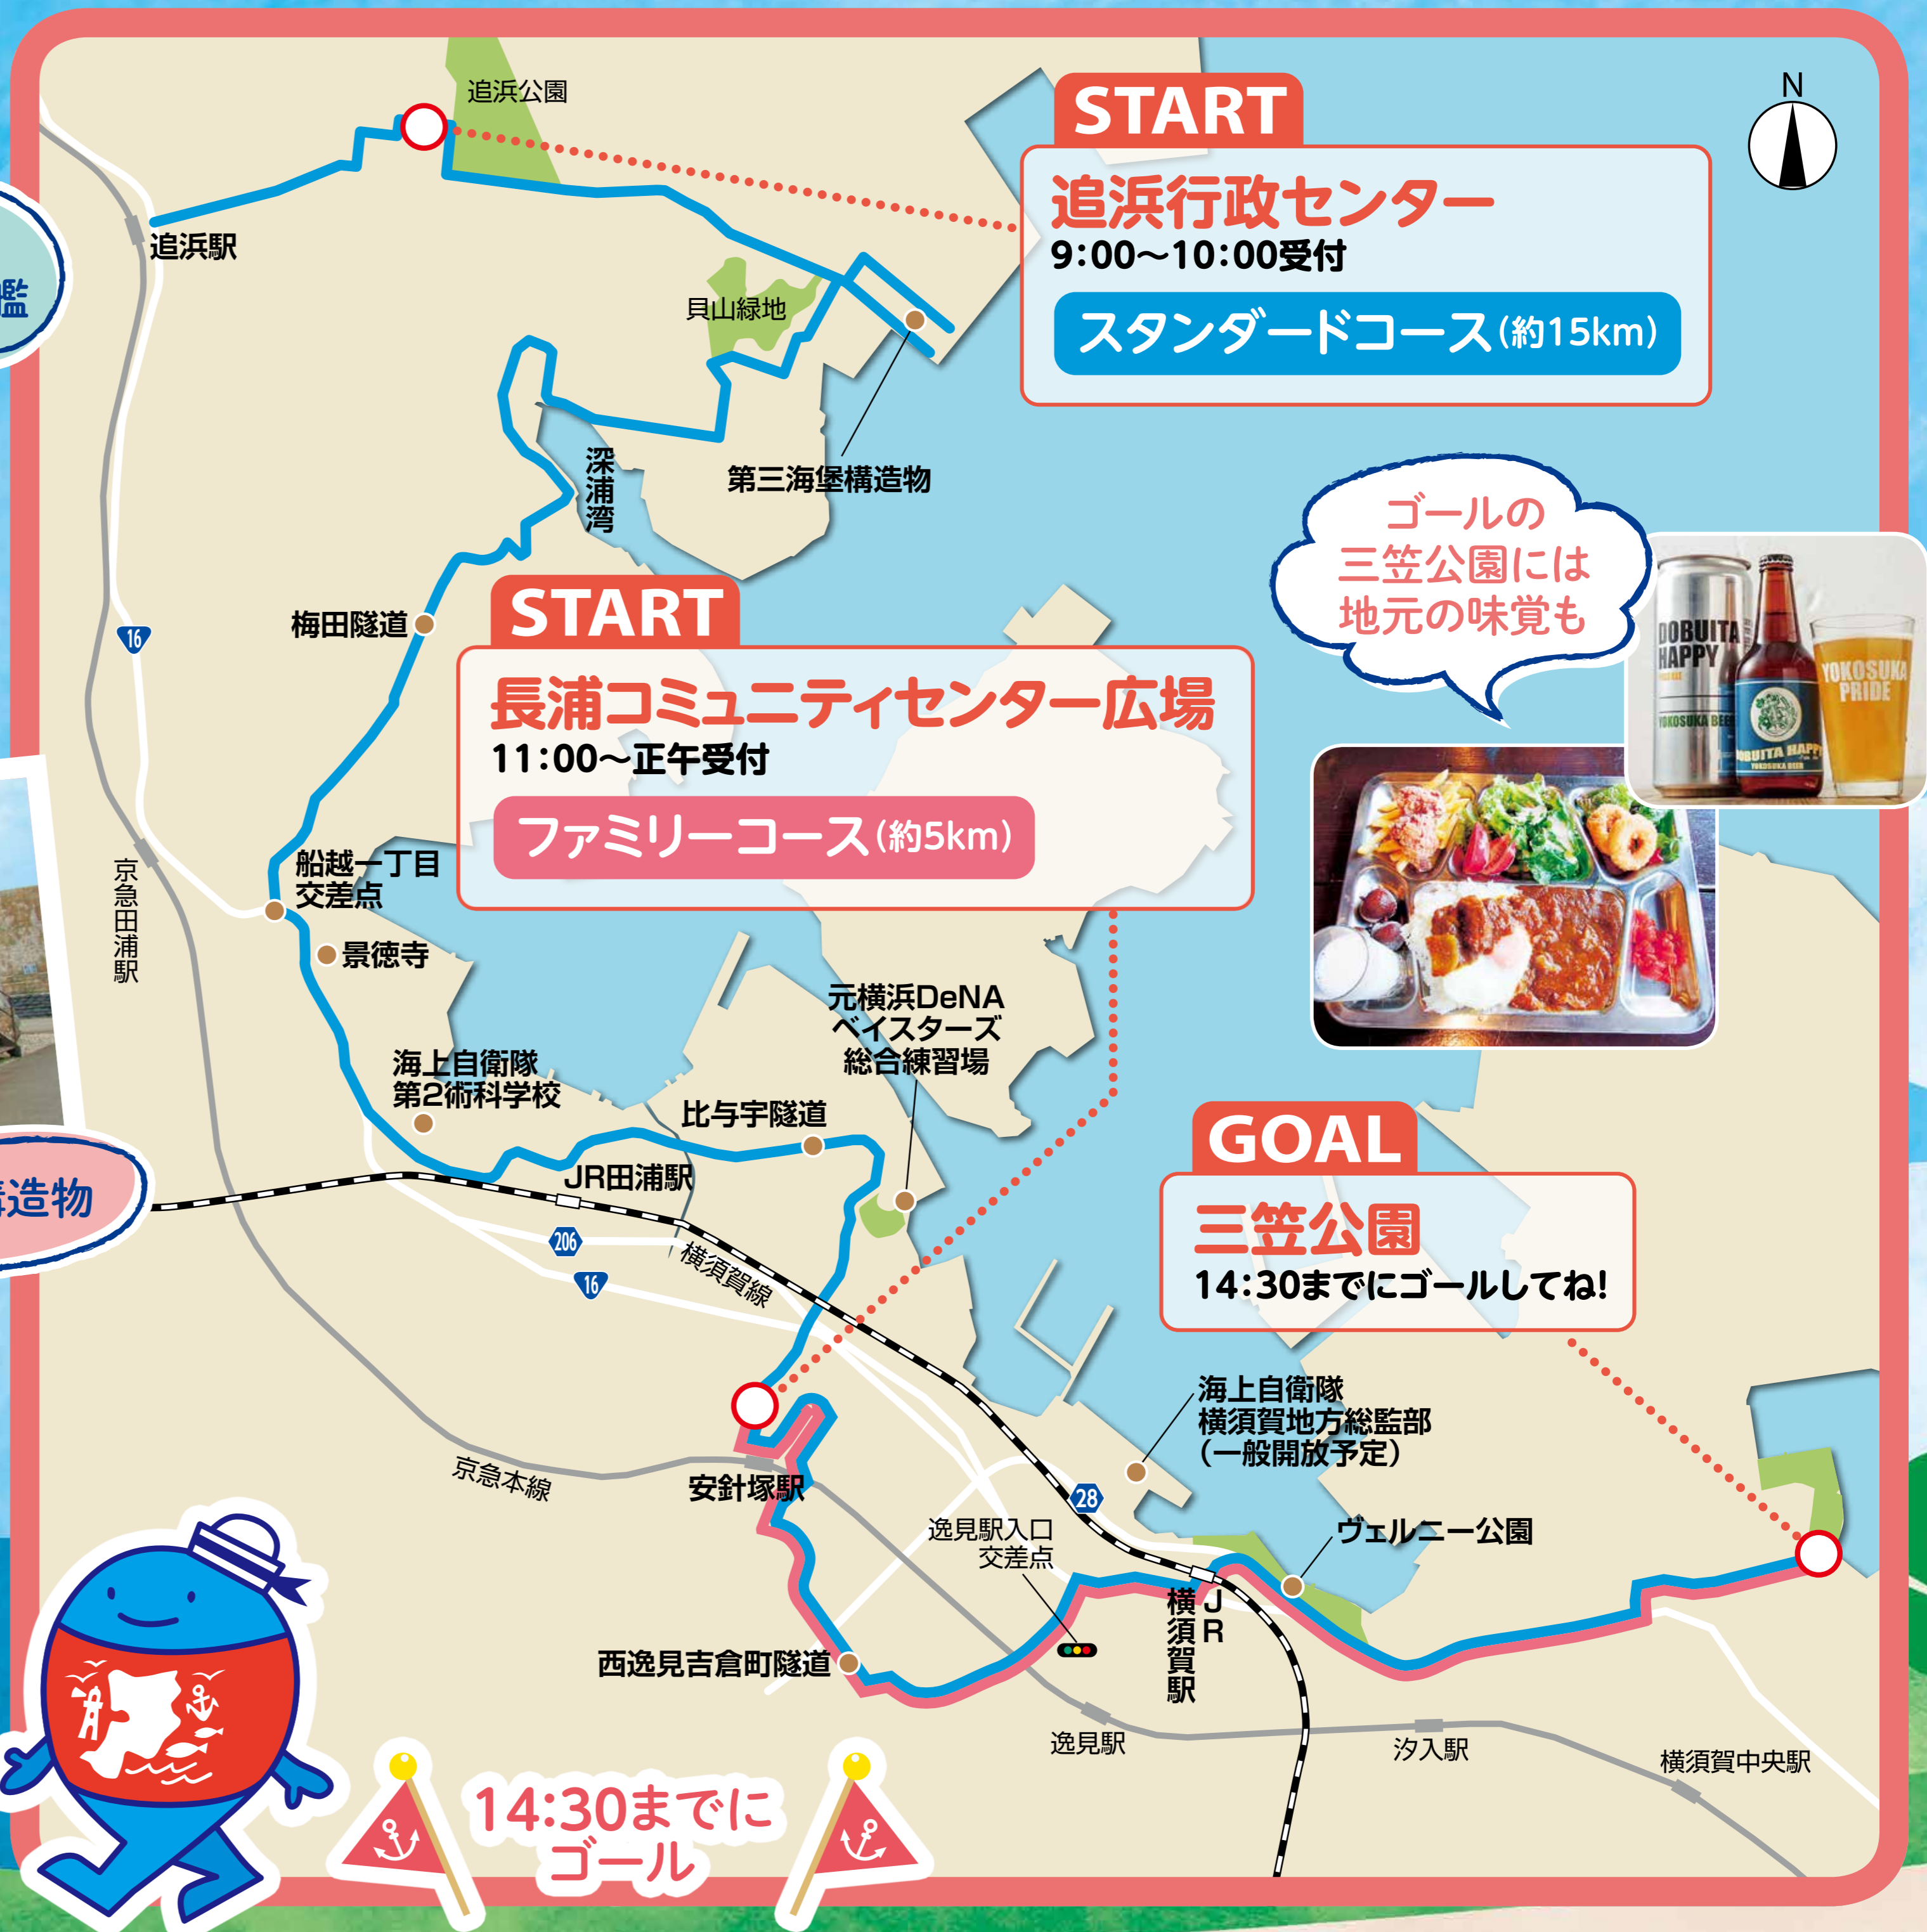 追浜公園
N
START
追浜行政センター
9:00〜10:00受付
スタンダードコース(約15km)
追浜駅
艦
貝山緑地
第三海堡構造物
深浦湾
ゴールの
三笠公園には
地元の味覚も
DOBUITA
HAPPY
YOKOSUKA BEER
DOBUITA HAPPY
YOKOSUKA BEER
YOKOSUKA
PRIDE
梅田隧道
16
START
長浦コミュニティセンター広場
11:00〜正午受付
ファミリーコース(約5km)
船越一丁目
交差点
京急田浦駅
景徳寺
元横浜DeNA
ベイスターズ
総合練習場
海上自衛隊
第2術科学校
比与宇隧道
GOAL
三笠公園
14:30までにゴールしてね!
造物
JR田浦駅
206
横須賀線
16
海上自衛隊
横須賀地方総監部
(一般開放予定)
京急本線
安針塚駅
28
逸見駅入口
交差点
ヴェルニー公園
JR
横須賀駅
西逸見吉倉町隧道
逸見駅
汐入駅
横須賀中央駅
14:30までに
ゴール